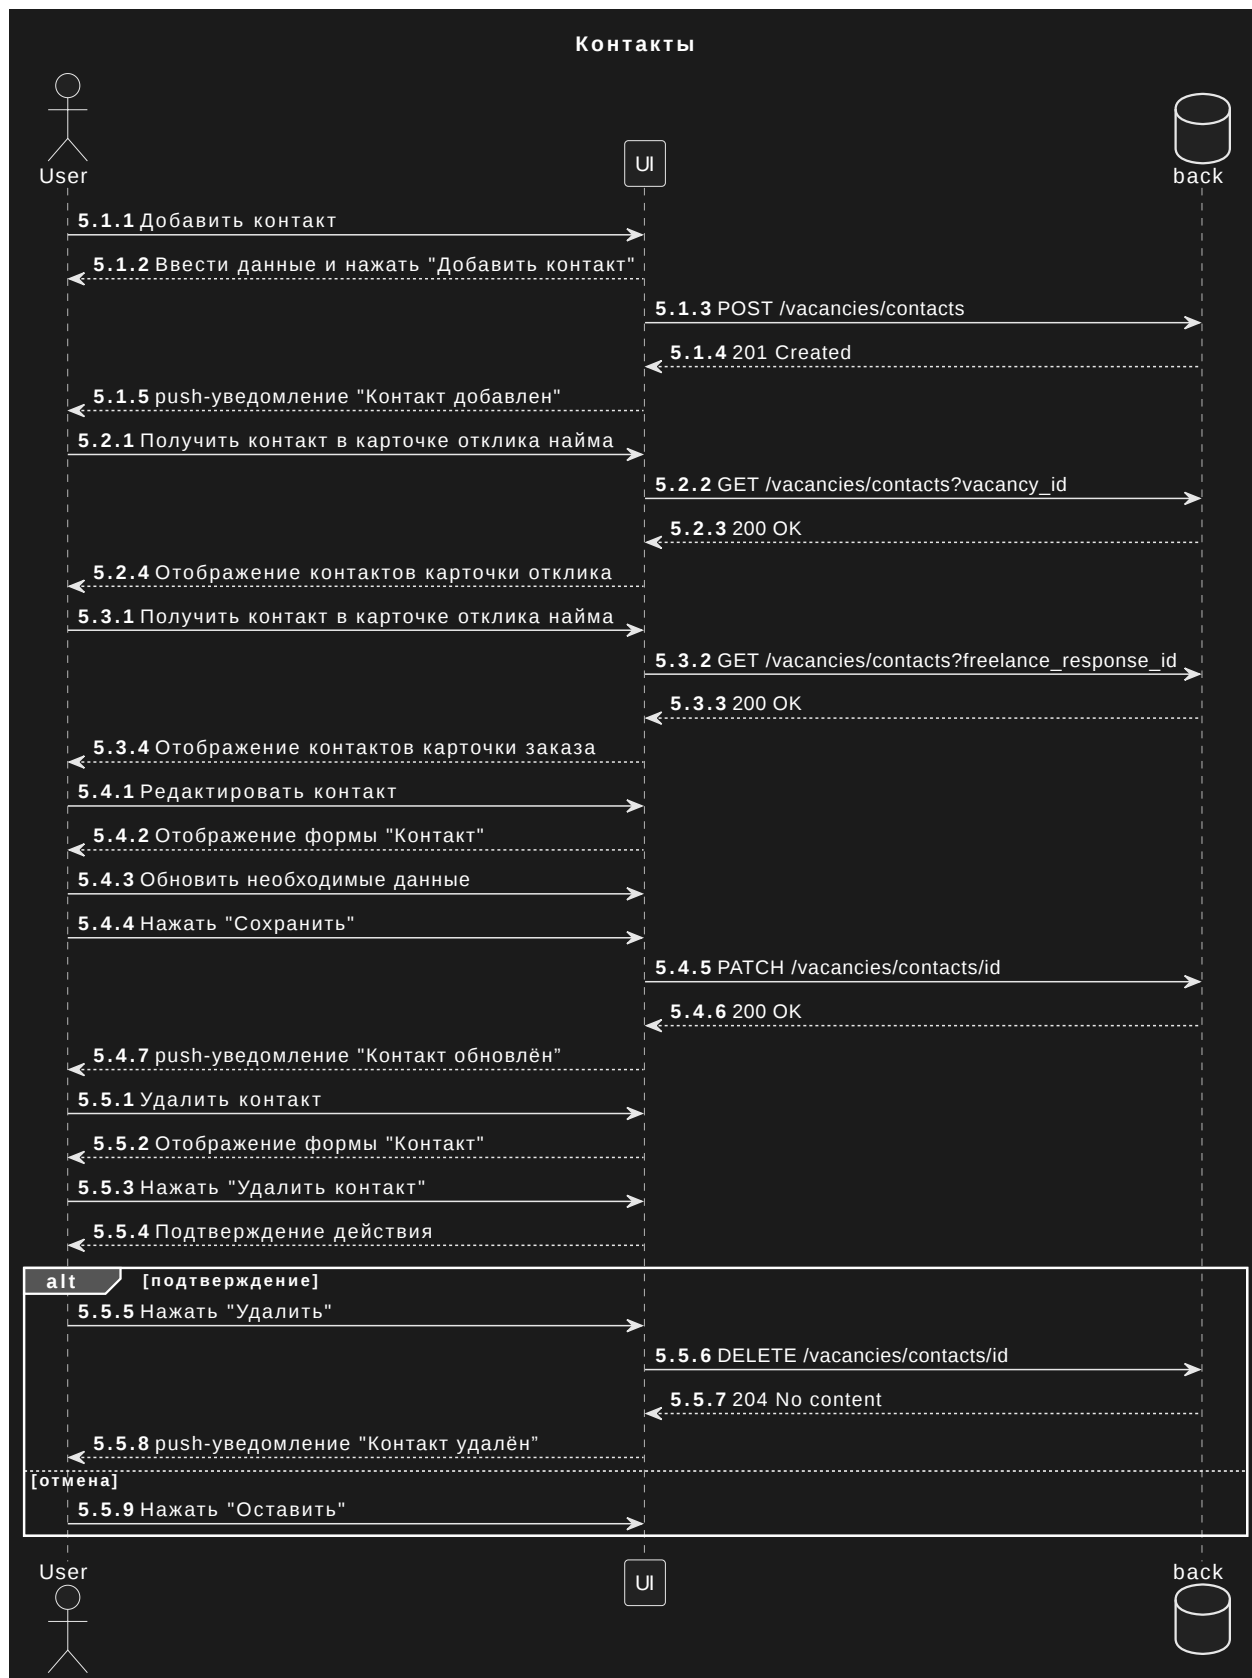 Контакты
User
UI
back
5.1.1 Добавить контакт
5.1.2 Ввести данные и нажать "Добавить контакт"
5.1.3 POST /vacancies/contacts
5.1.4 201 Created
5.1.5 push-уведомление "Контакт добавлен"
5.2.1 Получить контакт в карточке отклика найма
5.2.2 GET /vacancies/contacts?vacancy_id
5.2.3 200 OK
5.2.4 Отображение контактов карточки отклика
5.3.1 Получить контакт в карточке отклика найма
5.3.2 GET /vacancies/contacts?freelance_response_id
5.3.3 200 OK
5.3.4 Отображение контактов карточки заказа
5.4.1 Редактировать контакт
5.4.2 Отображение формы "Контакт"
5.4.3 Обновить необходимые данные
5.4.4 Нажать "Сохранить"
5.4.5 PATCH /vacancies/contacts/id
5.4.6 200 OK
5.4.7 push-уведомление "Контакт обновлён”
5.5.1 Удалить контакт
5.5.2 Отображение формы "Контакт"
5.5.3 Нажать "Удалить контакт"
5.5.4 Подтверждение действия
alt [подтверждение]
5.5.5 Нажать "Удалить"
5.5.6 DELETE /vacancies/contacts/id
5.5.7 204 No content
5.5.8 push-уведомление "Контакт удалён”
[отмена]
5.5.9 Нажать "Оставить"
User
UI
back